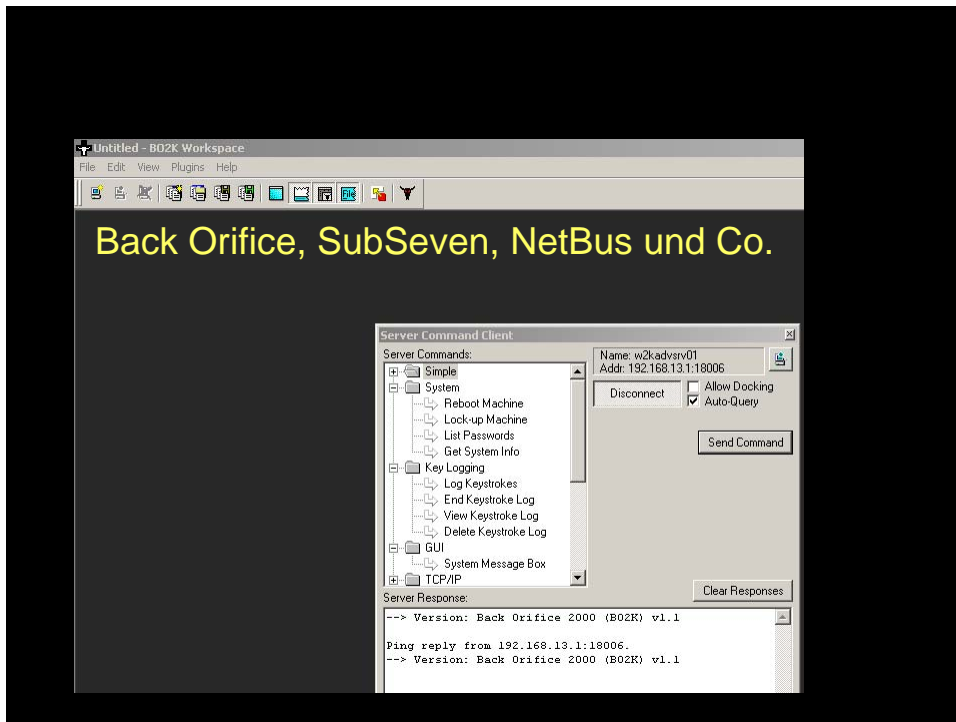 Untitled - BO2K Workspace
File Edit View Plugins Help
Back Orifice, SubSeven, NetBus und Co.
Server Command Client
Server Commands:
Simple
System
Reboot Machine
Lock-up Machine
List Passwords
Get System Info
Key Logging
Log Keystrokes
End Keystroke Log
View Keystroke Log
Delete Keystroke Log
GUI
System Message Box
TCP/IP
Name: w2kadvsrv01
Addr: 192.168.13.1:18006
Disconnect
Allow Docking
Auto-Query
Send Command
Clear Responses
Server Response:
--> Version: Back Orifice 2000 (BO2K) v1.1
Ping reply from 192.168.13.1:18006.
--> Version: Back Orifice 2000 (BO2K) v1.1